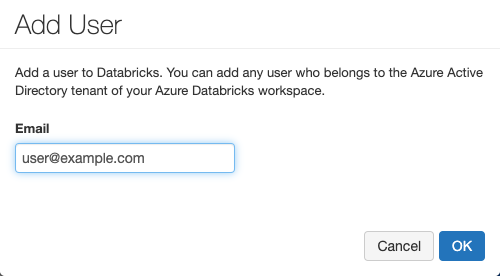 Add User
Add a user to Databricks. You can add any user who belongs to the Azure Active
Directory tenant of your Azure Databricks workspace.
Email
user@example.com
Cancel OK